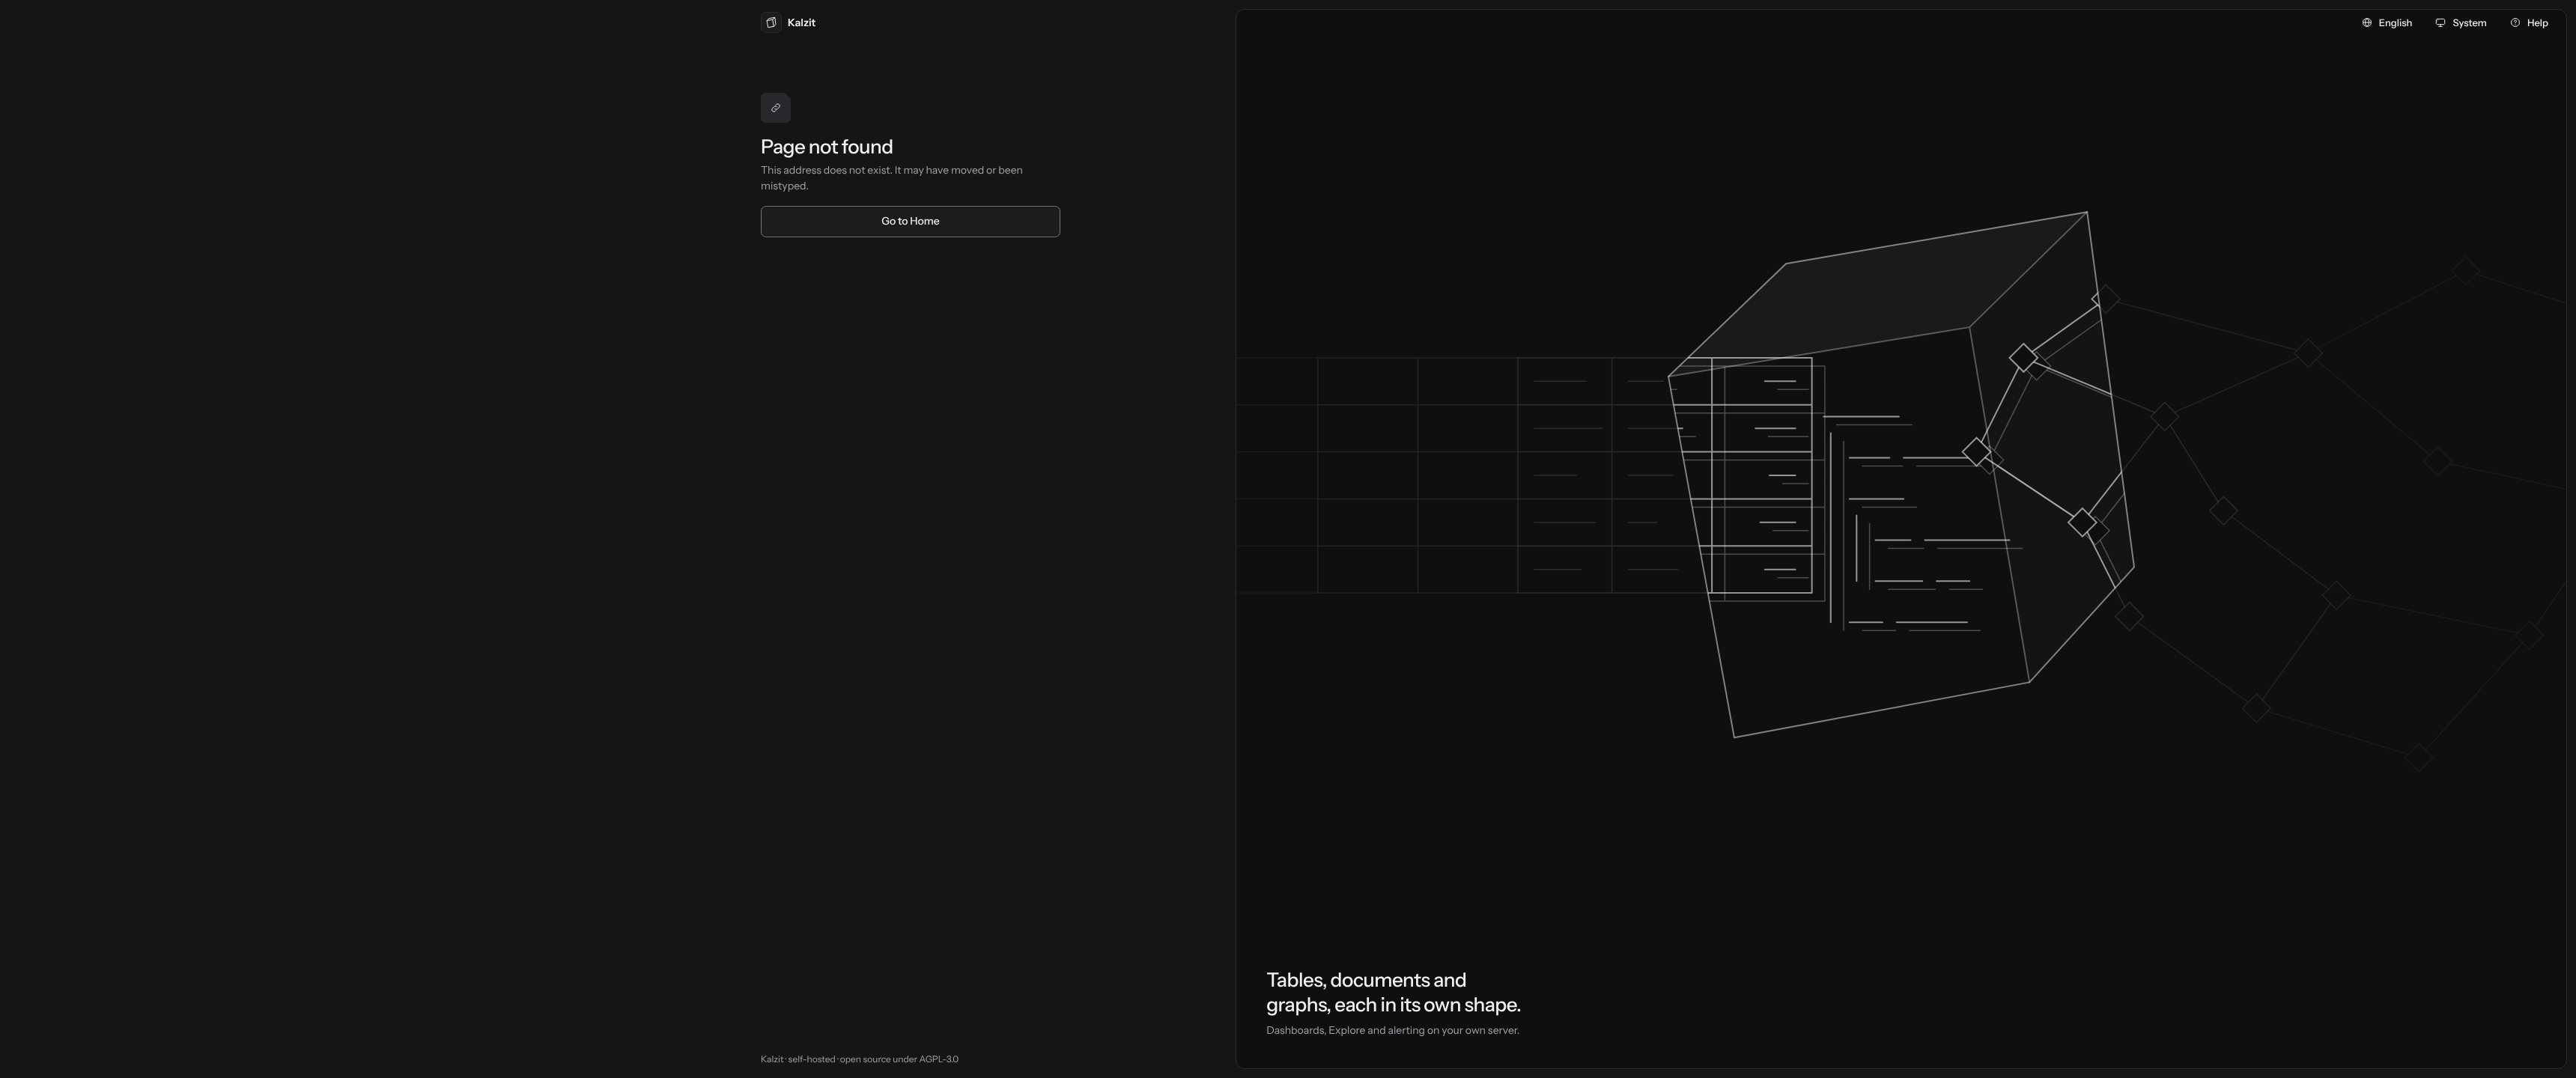 Kalzit
English
System
Help
Page not found
This address does not exist. It may have moved or been
mistyped.
Go to Home
Tables, documents and
graphs, each in its own shape.
Dashboards, Explore and alerting on your own server.
Kalzit · self-hosted · open source under AGPL-3.0